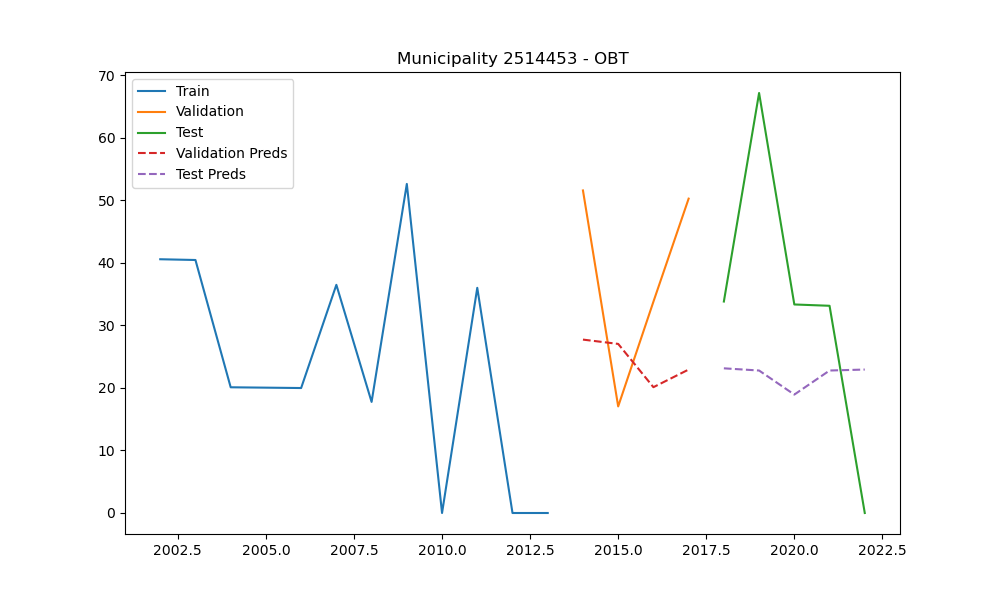 Municipality 2514453 - OBT
Train
Validation
Test
Validation Preds
Test Preds
70
60
50
40
30
20
10
0
2002.5 2005.0 2007.5 2010.0 2012.5 2015.0 2017.5 2020.0 2022.5